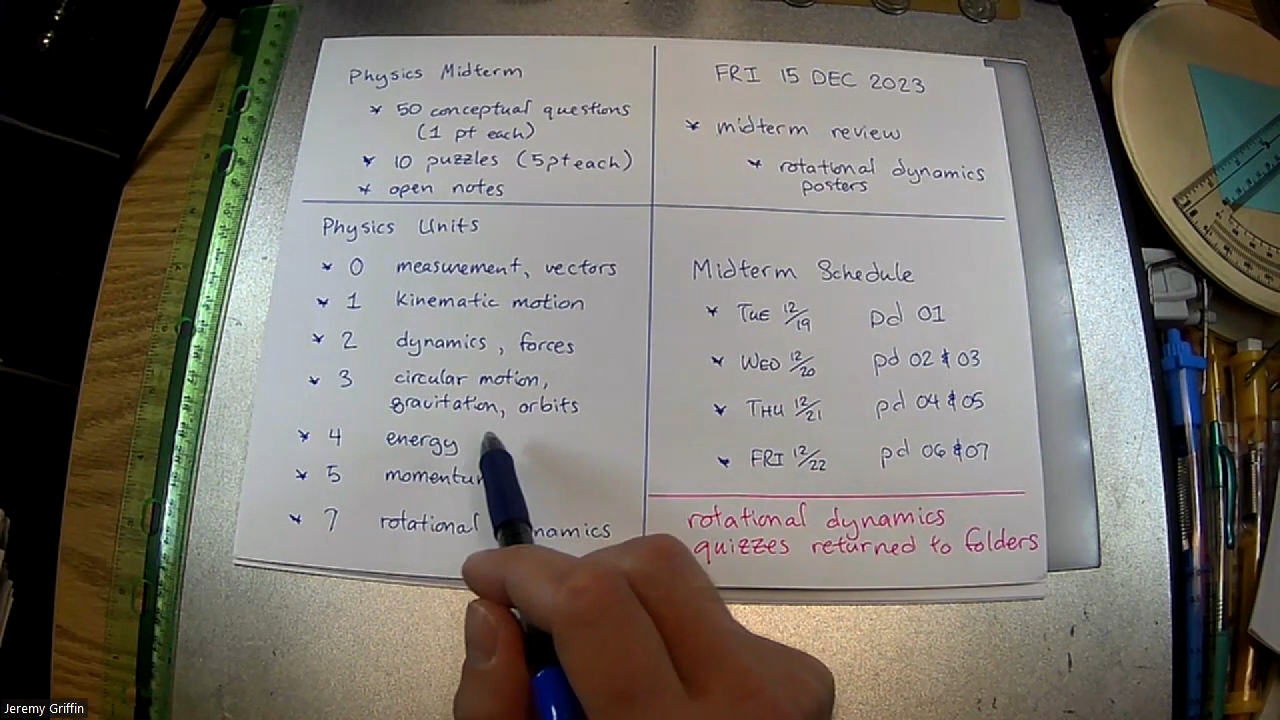 Physics Midterm
* 50 conceptual questions
(1 pt each)
* 10 puzzles (5pt each)
* open notes
FRI 15 DEC 2023
* midterm review
* rotational dynamics
posters
Physics Units
* 0 measurement, vectors
* 1 kinematic motion
* 2 dynamics, forces
* 3 circular motion,
gravitation, orbits
* 4 energy
* 5 momentu
* 7 rotational namics
Midterm Schedule
* TUE 12/19 pd 01
* WED 12/20 pd 02 & 03
* THU 12/21 pd 04 & 05
* FRI 12/22 pd 06 & 07
rotational dynamics
quizzes returned to folders
Jeremy Griffin